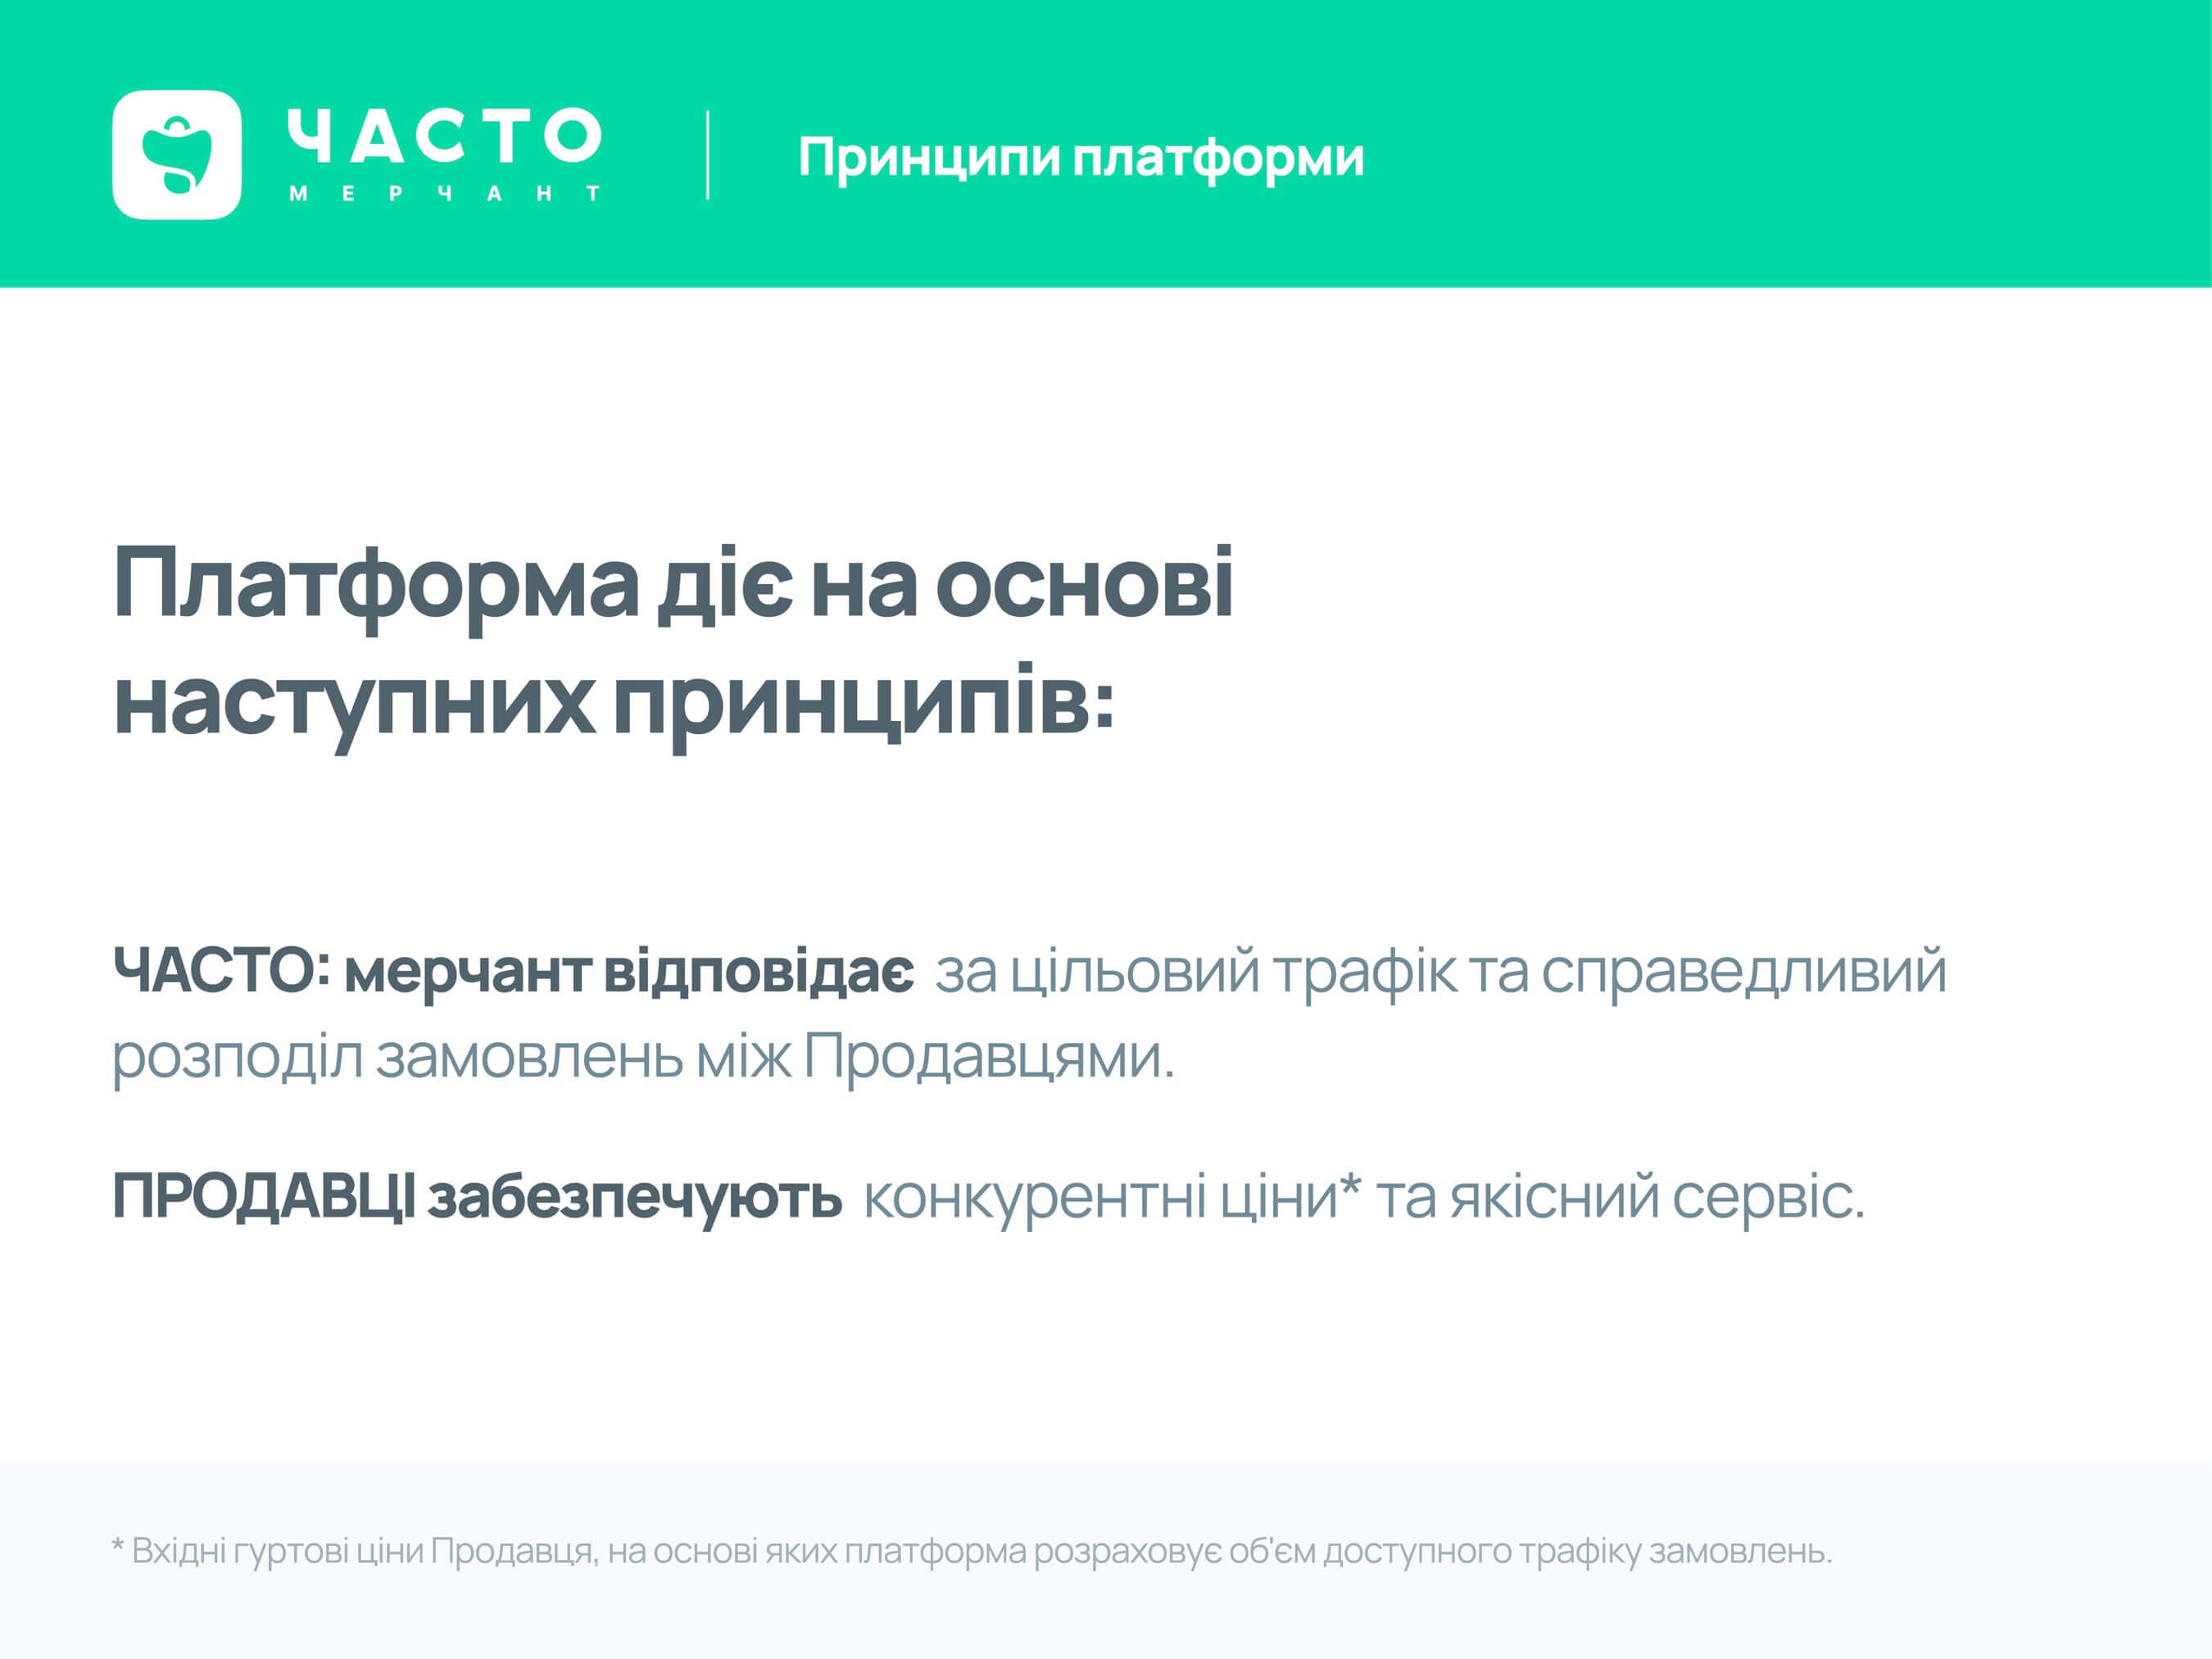 ЧАСТО
МЕРЧАНТ
Принципи платформи
Платформа діє на основі
наступних принципів:
ЧАСТО: мерчант відповідає за цільовий трафік та справедливий
розподіл замовлень між Продавцями.
ПРОДАВЦІ забезпечують конкурентні ціни* та якісний сервіс.
* Вхідні гуртові ціни Продавця, на основі яких платформа розраховує об'єм доступного трафіку замовлень.